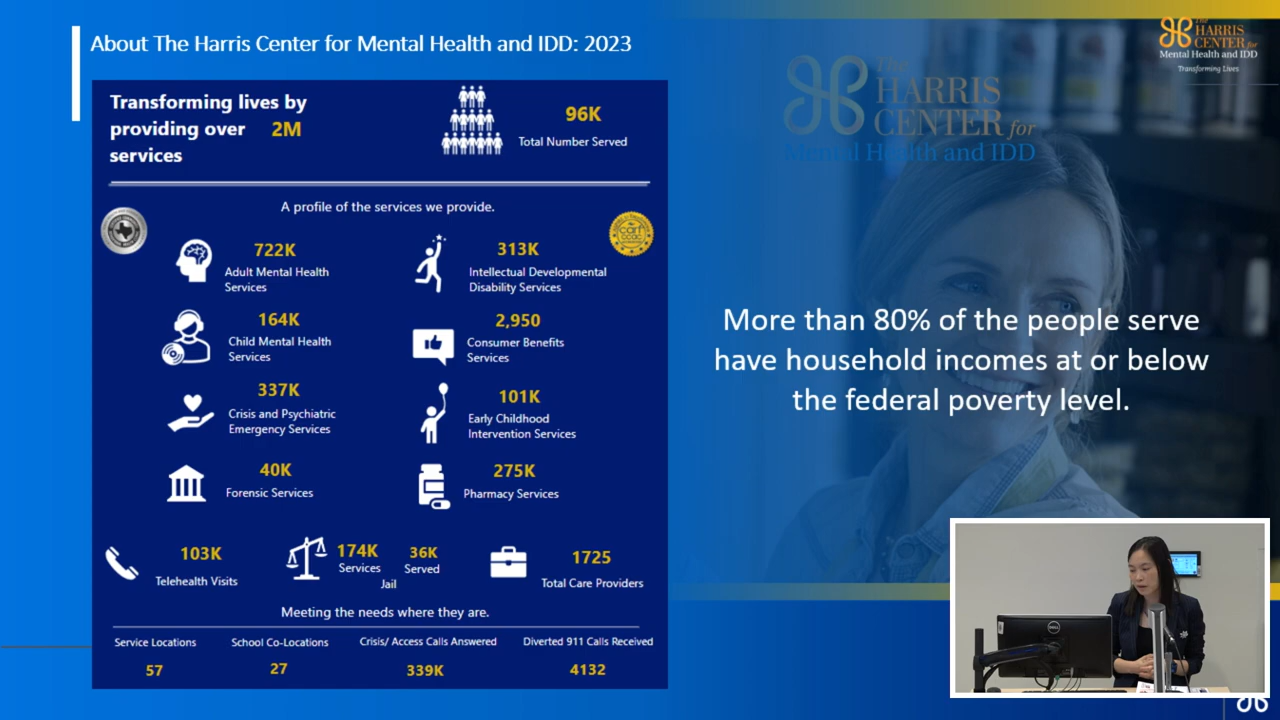 About The Harris Center for Mental Health and IDD: 2023
The
HARRIS
CENTER for
Mental Health and IDD
Transforming Lives
Transforming lives by
providing over 2M
services
96K
Total Number Served
A profile of the services we provide.
722K
Adult Mental Health
Services
313K
Intellectual Developmental
Disability Services
164K
Child Mental Health
Services
2,950
Consumer Benefits
Services
337K
Crisis and Psychiatric
Emergency Services
101K
Early Childhood
Intervention Services
40K
Forensic Services
275K
Pharmacy Services
103K
Telehealth Visits
174K
Services
36K
Served
Jail
1725
Total Care Providers
Meeting the needs where they are.
Service Locations
57
School Co-Locations
27
Crisis/ Access Calls Answered
339K
Diverted 911 Calls Received
4132
The
HARRIS
CENTER for
Mental Health and IDD
More than 80% of the people serve
have household incomes at or below
the federal poverty level.
carf
DELL